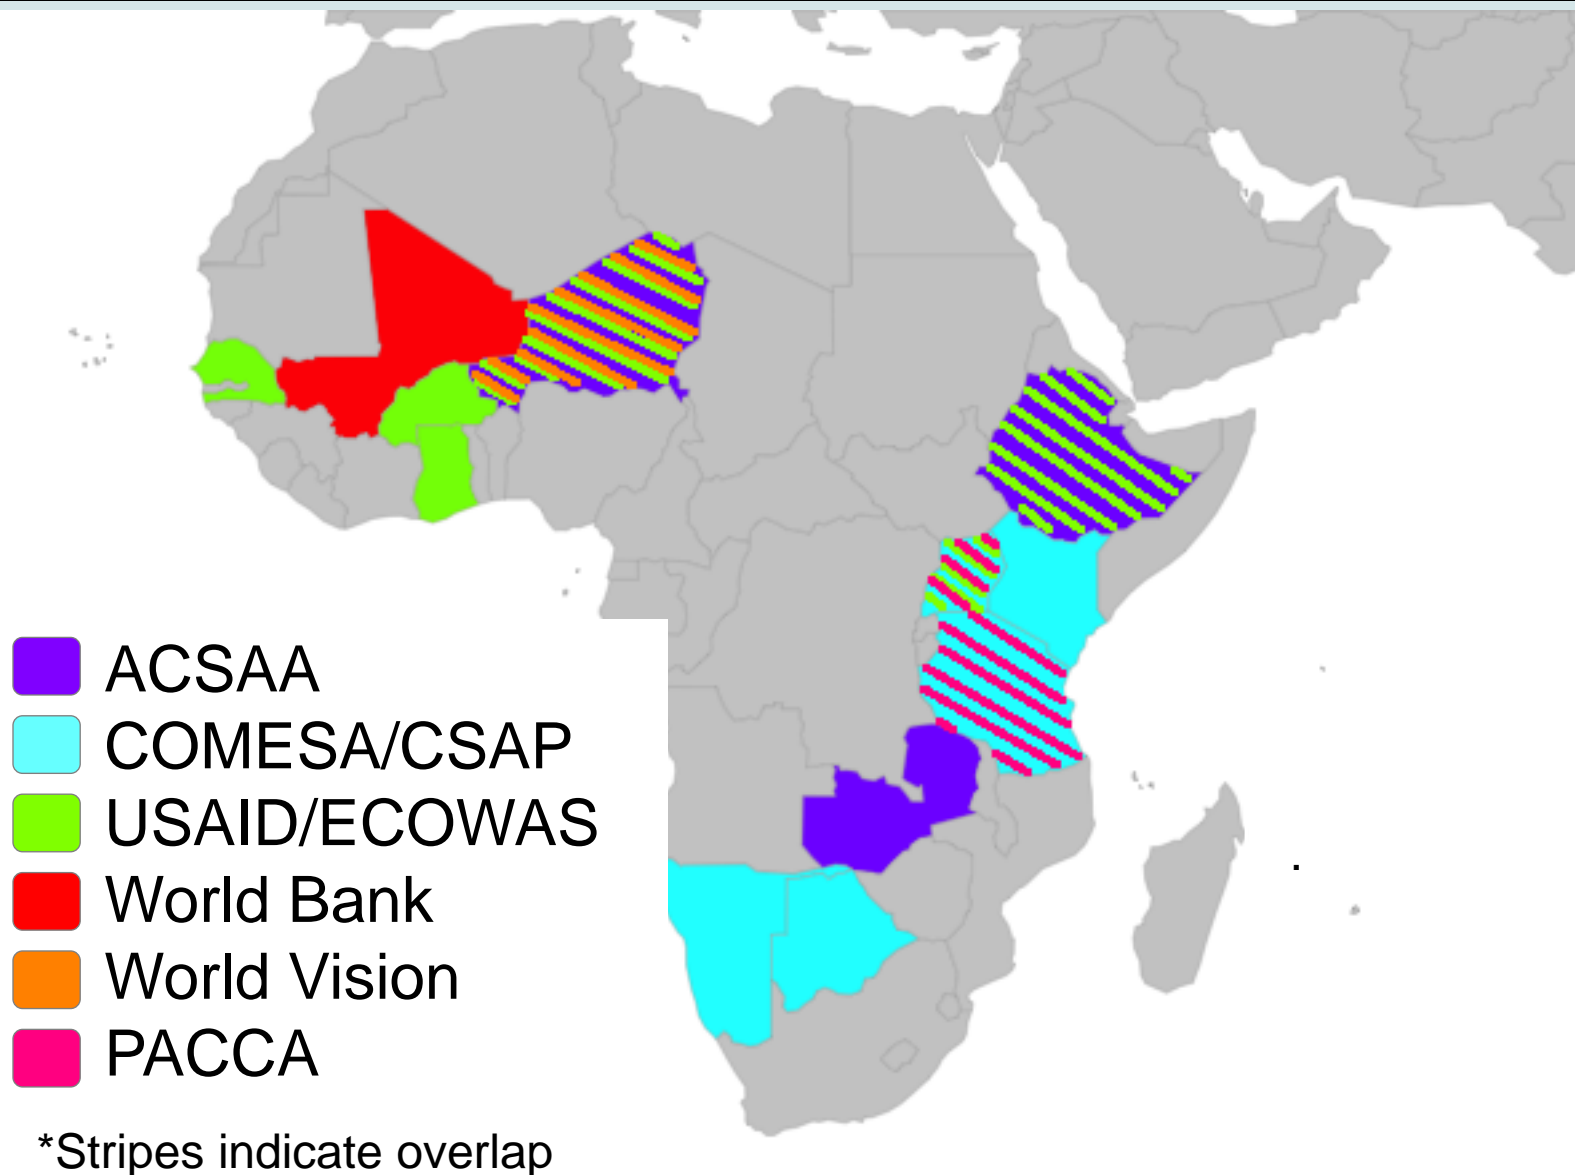 ACSAA
COMESA/CSAP
USAID/ECOWAS
World Bank
World Vision
PACCA
*Stripes indicate overlap